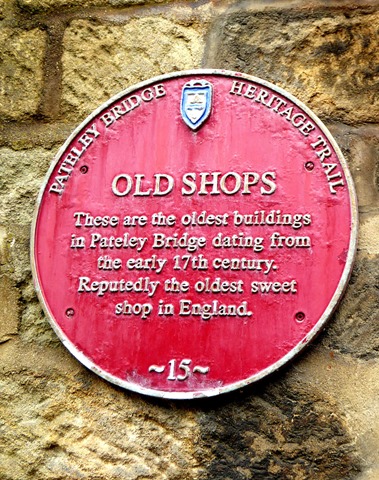 PATELEY BRIDGE HERITAGE TRAIL
OLD SHOPS
These are the oldest buildings
in Pateley Bridge dating from
the early 17th century.
Reputedly the oldest sweet
shop in England.
~15~